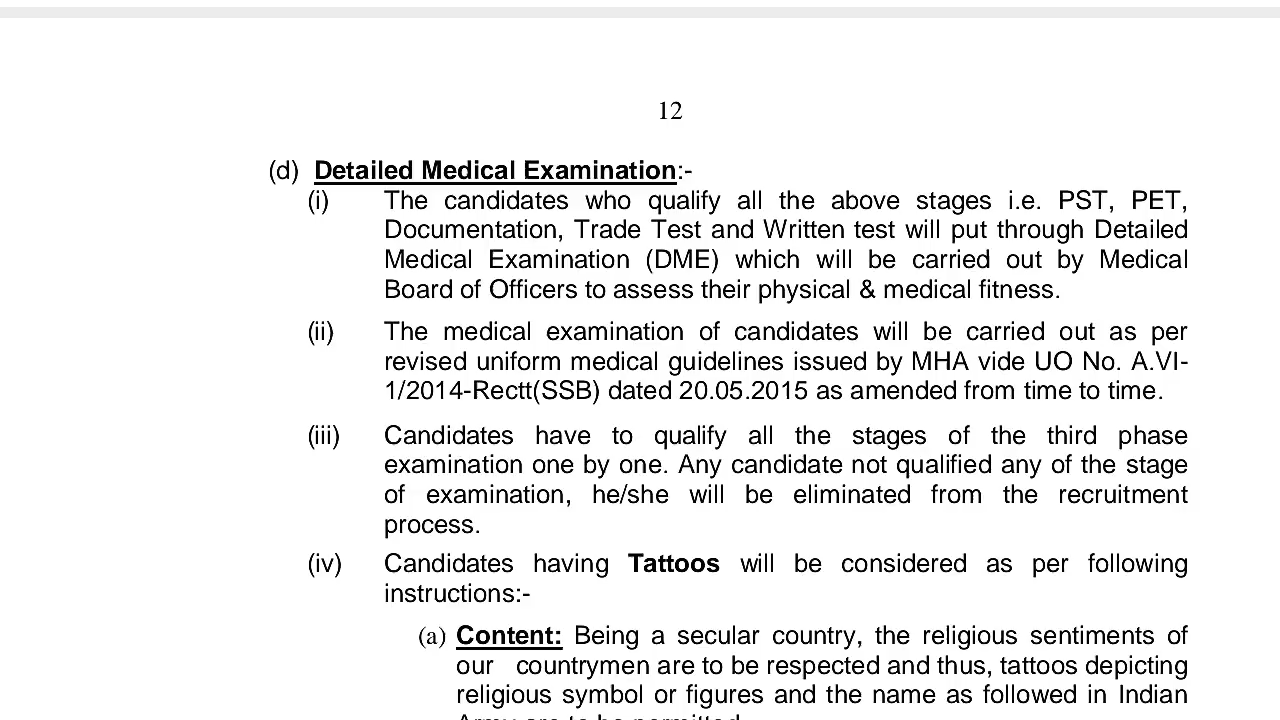 12
(d) Detailed Medical Examination:-
(i) The candidates who qualify all the above stages i.e. PST, PET,
Documentation, Trade Test and Written test will put through Detailed
Medical Examination (DME) which will be carried out by Medical
Board of Officers to assess their physical & medical fitness.
(ii) The medical examination of candidates will be carried out as per
revised uniform medical guidelines issued by MHA vide UO No. A.VI-
1/2014-Rectt(SSB) dated 20.05.2015 as amended from time to time.
(iii) Candidates have to qualify all the stages of the third phase
examination one by one. Any candidate not qualified any of the stage
of examination, he/she will be eliminated from the recruitment
process.
(iv) Candidates having Tattoos will be considered as per following
instructions:-
(a) Content: Being a secular country, the religious sentiments of
our countrymen are to be respected and thus, tattoos depicting
religious symbol or figures and the name as followed in Indian
Army are to be permitted.